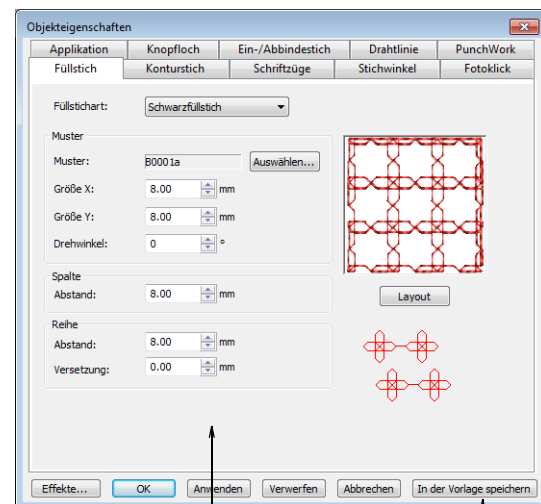 Objekteigenschaften
Applikation Knopfloch Ein-/Abbindestich Drahtlinie PunchWork
Füllstich Konturstich Schriftzüge Stichwinkel Fotoklick
Füllstichart: Schwarzfüllstich
Muster
Muster: B0001a Auswählen...
Größe X: 8.00 mm
Größe Y: 8.00 mm
Drehwinkel: 0 °
Spalte
Abstand: 8.00 mm
Layout
Reihe
Abstand: 8.00 mm
Versetzung: 0.00 mm
Effekte... OK Anwenden Verwerfen Abbrechen In der Vorlage speichern